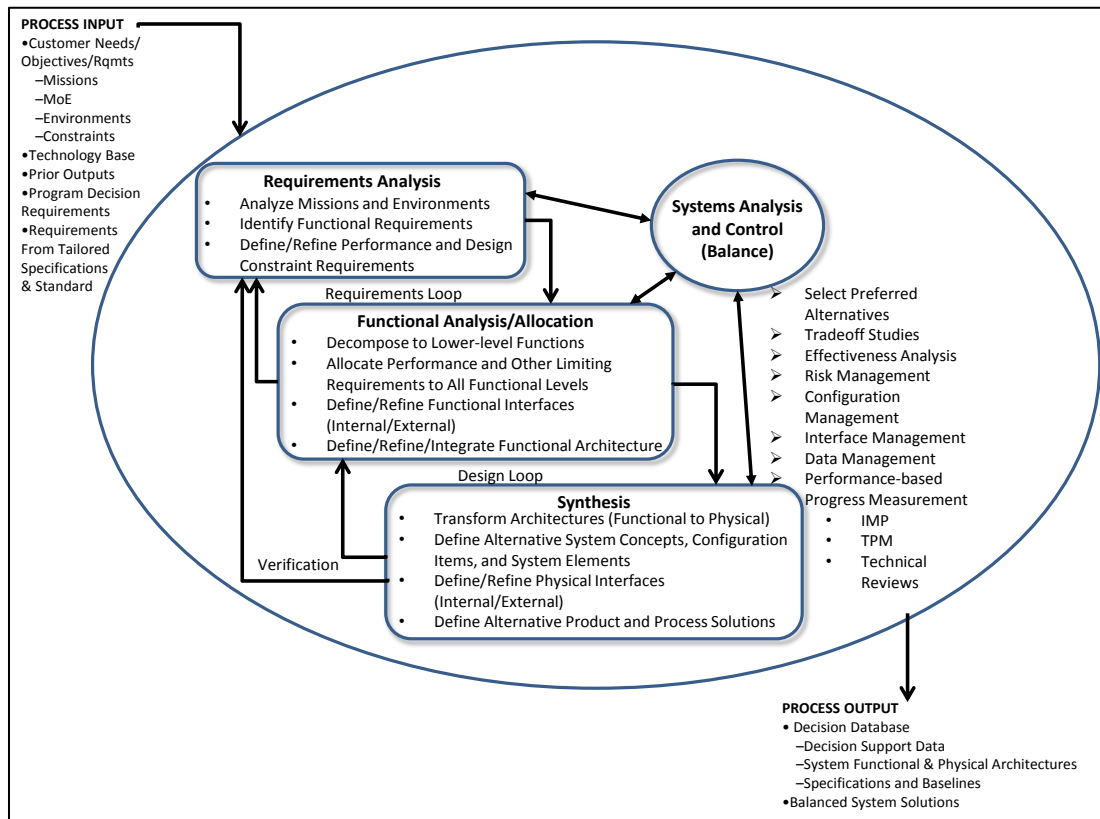 PROCESS INPUT
•Customer Needs/
Objectives/Rqmts
–Missions
–MoE
–Environments
–Constraints
•Technology Base
•Prior Outputs
•Program Decision
Requirements
•Requirements
From Tailored
Specifications
& Standard
Requirements Analysis
• Analyze Missions and Environments
• Identify Functional Requirements
• Define/Refine Performance and Design
Constraint Requirements
Systems Analysis
and Control
(Balance)
Requirements Loop
Functional Analysis/Allocation
• Decompose to Lower-level Functions
• Allocate Performance and Other Limiting
Requirements to All Functional Levels
• Define/Refine Functional Interfaces
(Internal/External)
• Define/Refine/Integrate Functional Architecture
➢ Select Preferred
Alternatives
➢ Tradeoff Studies
➢ Effectiveness Analysis
➢ Risk Management
➢ Configuration
Management
➢ Interface Management
➢ Data Management
➢ Performance-based
Progress Measurement
• IMP
• TPM
• Technical
Reviews
Design Loop
Synthesis
• Transform Architectures (Functional to Physical)
• Define Alternative System Concepts, Configuration
Items, and System Elements
• Define/Refine Physical Interfaces
(Internal/External)
• Define Alternative Product and Process Solutions
Verification
PROCESS OUTPUT
• Decision Database
–Decision Support Data
–System Functional & Physical Architectures
–Specifications and Baselines
•Balanced System Solutions